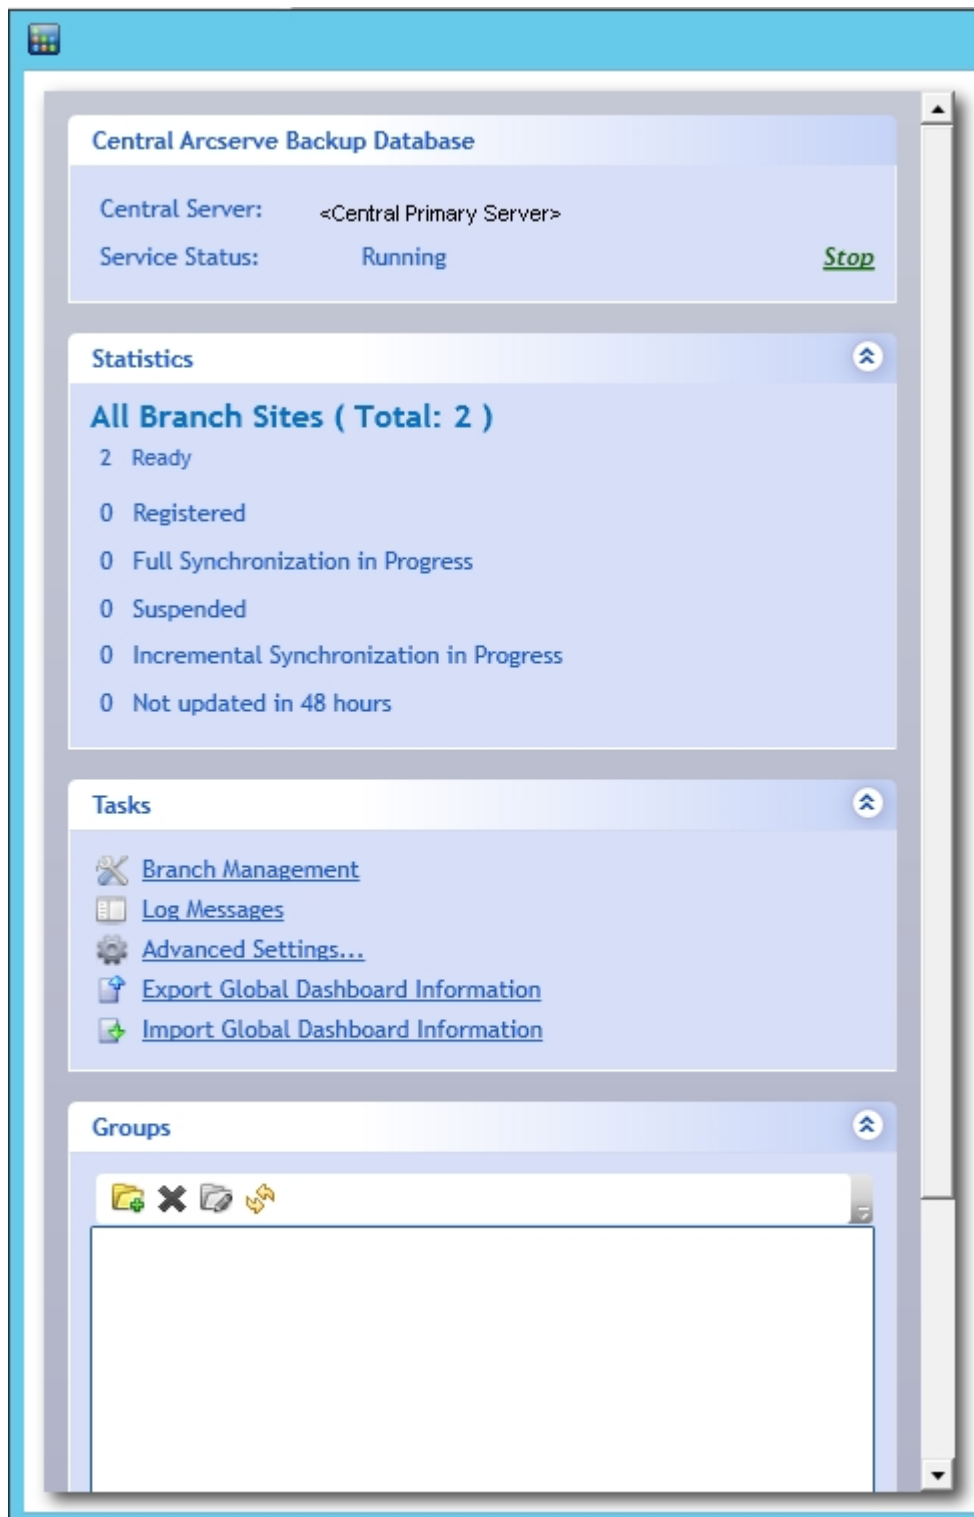 Central Arcserve Backup Database
Central Server: <Central Primary Server>
Service Status: Running Stop
Statistics
All Branch Sites ( Total: 2 )
2 Ready
0 Registered
0 Full Synchronization in Progress
0 Suspended
0 Incremental Synchronization in Progress
0 Not updated in 48 hours
Tasks
Branch Management
Log Messages
Advanced Settings...
Export Global Dashboard Information
Import Global Dashboard Information
Groups